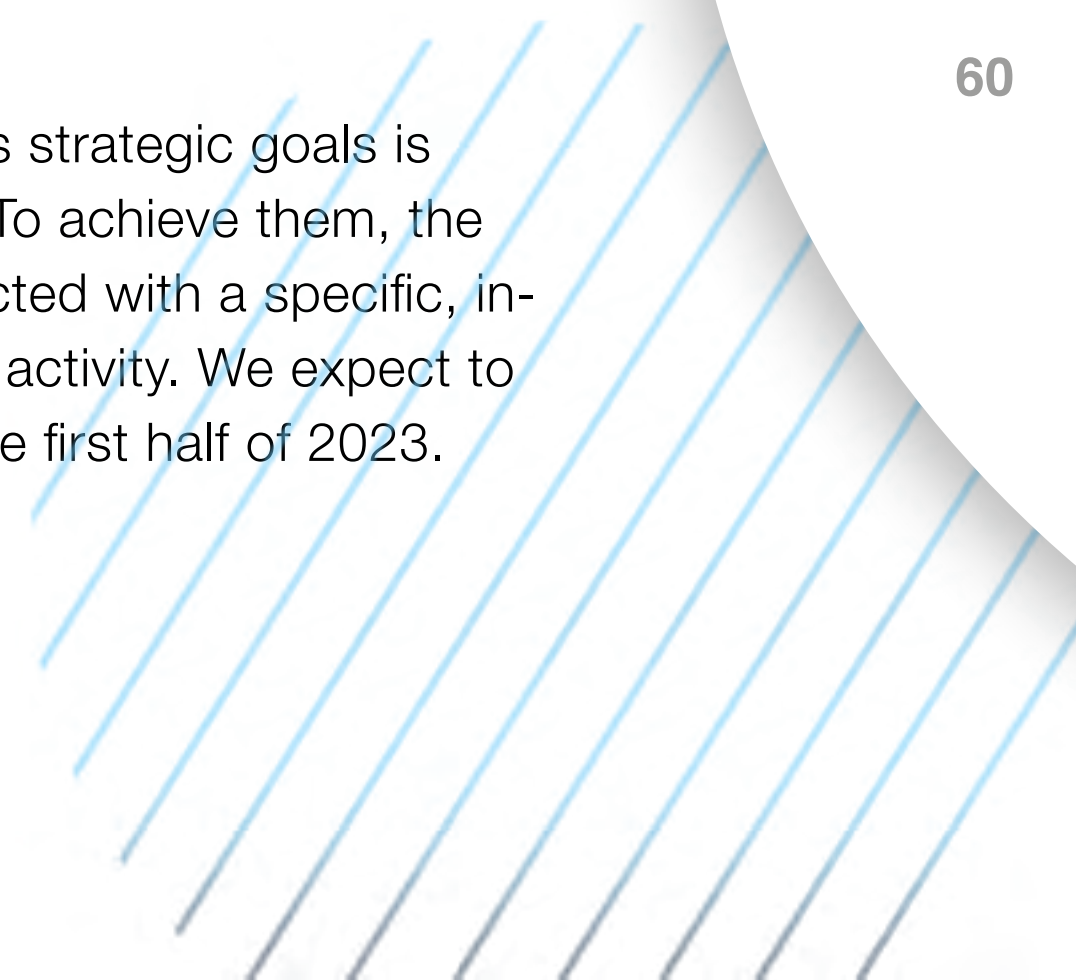 60
s strategic goals is
To achieve them, the
cted with a specific, in-
activity. We expect to
e first half of 2023.